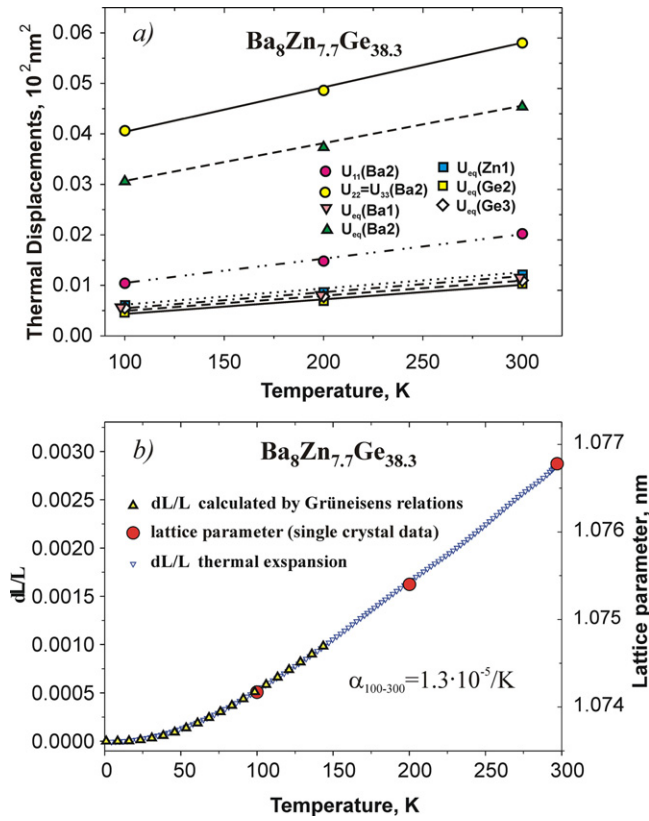 a) Ba8Zn7.7Ge38.3
Thermal Displacements, 10² nm²
0.06
0.05
0.04
0.03
0.02
0.01
0.00
U11(Ba2)
U22=U33(Ba2)
Ueq(Ba1)
Ueq(Ba2)
Ueq(Zn1)
Ueq(Ge2)
Ueq(Ge3)
100 150 200 250 300
Temperature, K
b) Ba8Zn7.7Ge38.3
dL/L
0.0030
0.0025
0.0020
0.0015
0.0010
0.0005
0.0000
dL/L calculated by Grüneisens relations
lattice parameter (single crystal data)
dL/L thermal exspansion
α100-300=1.3·10⁻⁵/K
1.077
1.076
1.075
1.074
Lattice parameter, nm
0 50 100 150 200 250 300
Temperature, K